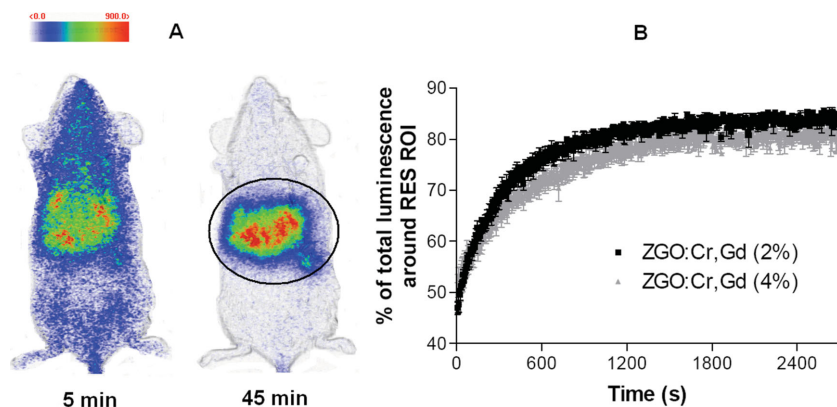 <0.0 900.0
A
5 min 45 min
B
% of total luminescence
around RES ROI
90
80
70
60
50
40
ZGO:Cr,Gd (2%)
ZGO:Cr,Gd (4%)
0 600 1200 1800 2400
Time (s)